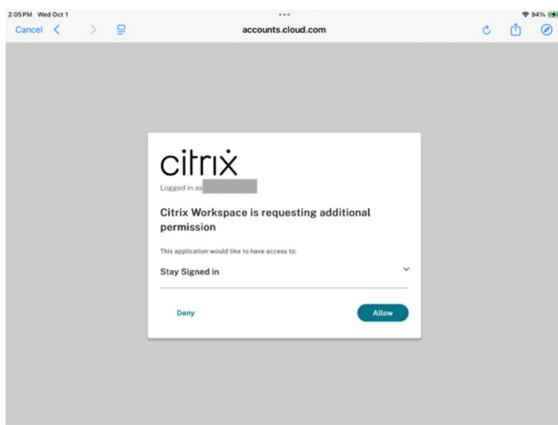 2:05 PM Wed Oct 1
94%
Cancel
accounts.cloud.com
citrix
Logged in as
Citrix Workspace is requesting additional
permission
This application would like to have access to:
Stay Signed in
Deny
Allow